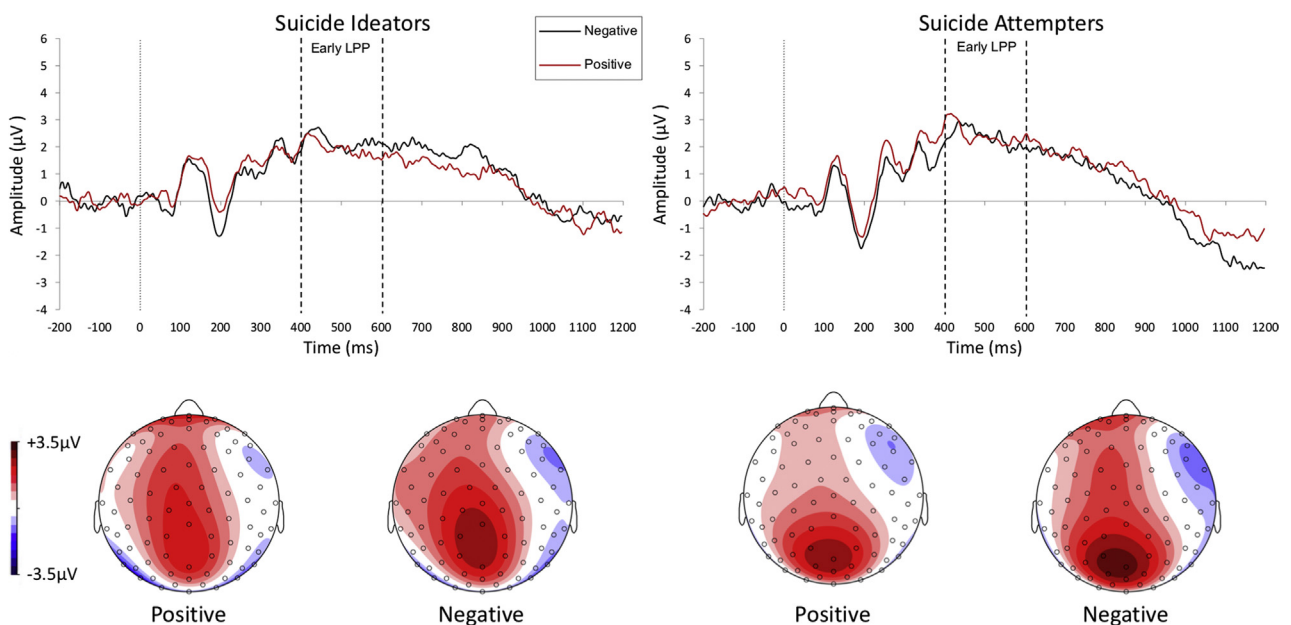 Suicide Ideators
Suicide Attempters
Negative
Positive
Early LPP
Early LPP
Amplitude (µV )
6
5
4
3
2
1
0
-1
-2
-3
-4
-200 -100 0 100 200 300 400 500 600 700 800 900 1000 1100 1200
Time (ms)
Amplitude (µV )
6
5
4
3
2
1
0
-1
-2
-3
-4
-200 -100 0 100 200 300 400 500 600 700 800 900 1000 1100 1200
Time (ms)
+3.5µV
-3.5µV
Positive
Negative
Positive
Negative